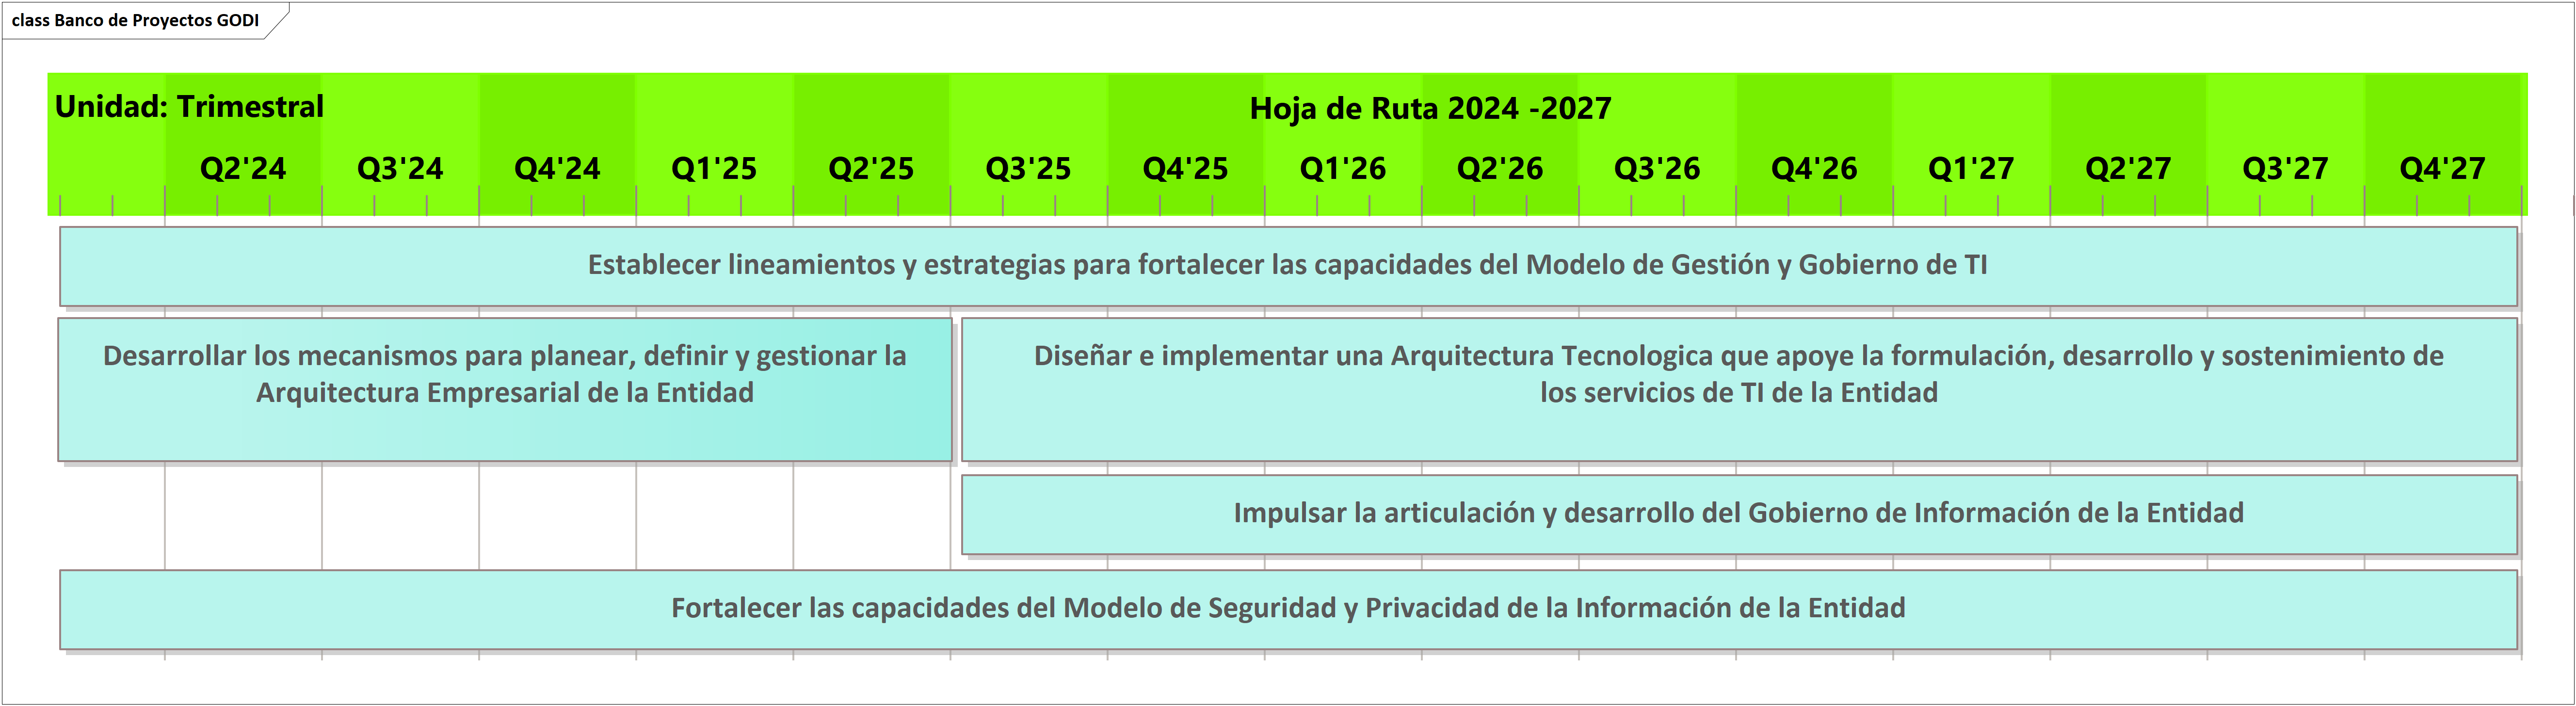 class Banco de Proyectos GODI
Unidad: Trimestral
Hoja de Ruta 2024 -2027
Q2'24 Q3'24 Q4'24 Q1'25 Q2'25 Q3'25 Q4'25 Q1'26 Q2'26 Q3'26 Q4'26 Q1'27 Q2'27 Q3'27 Q4'27
Establecer lineamientos y estrategias para fortalecer las capacidades del Modelo de Gestión y Gobierno de TI
Desarrollar los mecanismos para planear, definir y gestionar la
Arquitectura Empresarial de la Entidad
Diseñar e implementar una Arquitectura Tecnologica que apoye la formulación, desarrollo y sostenimiento de
los servicios de TI de la Entidad
Impulsar la articulación y desarrollo del Gobierno de Información de la Entidad
Fortalecer las capacidades del Modelo de Seguridad y Privacidad de la Información de la Entidad